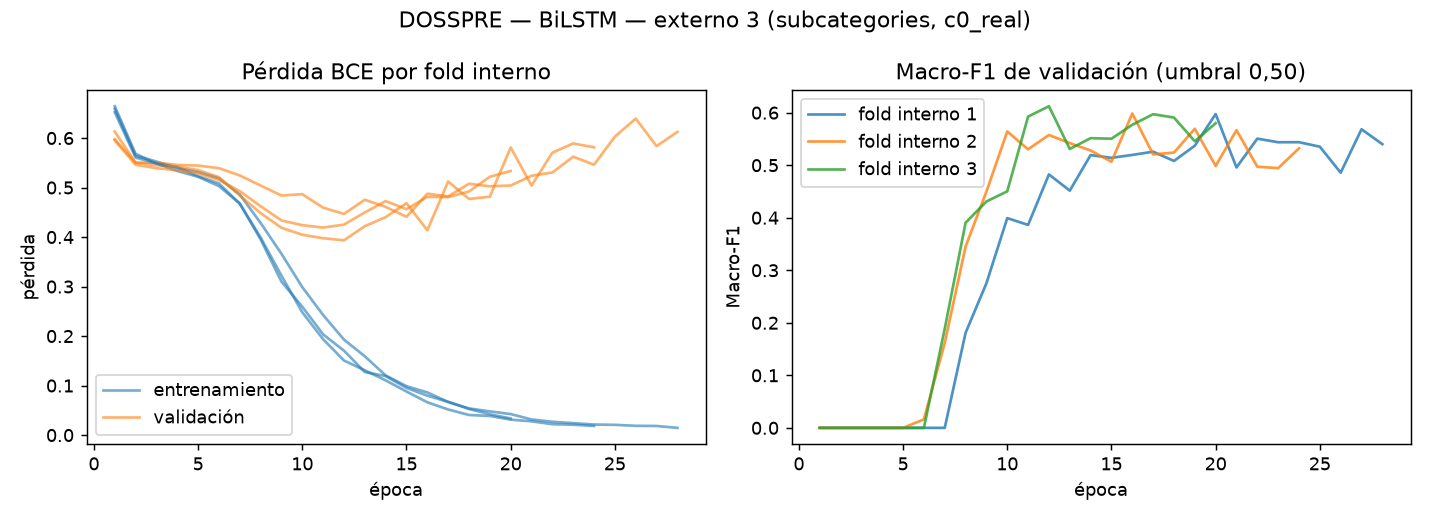 DOSSPRE — BiLSTM — externo 3 (subcategories, c0_real)
Pérdida BCE por fold interno
pérdida
0.6
0.5
0.4
0.3
0.2
0.1
0.0
entrenamiento
validación
0
5
10
15
20
25
época
Macro-F1 de validación (umbral 0,50)
Macro-F1
0.6
0.5
0.4
0.3
0.2
0.1
0.0
fold interno 1
fold interno 2
fold interno 3
0
5
10
15
20
25
época